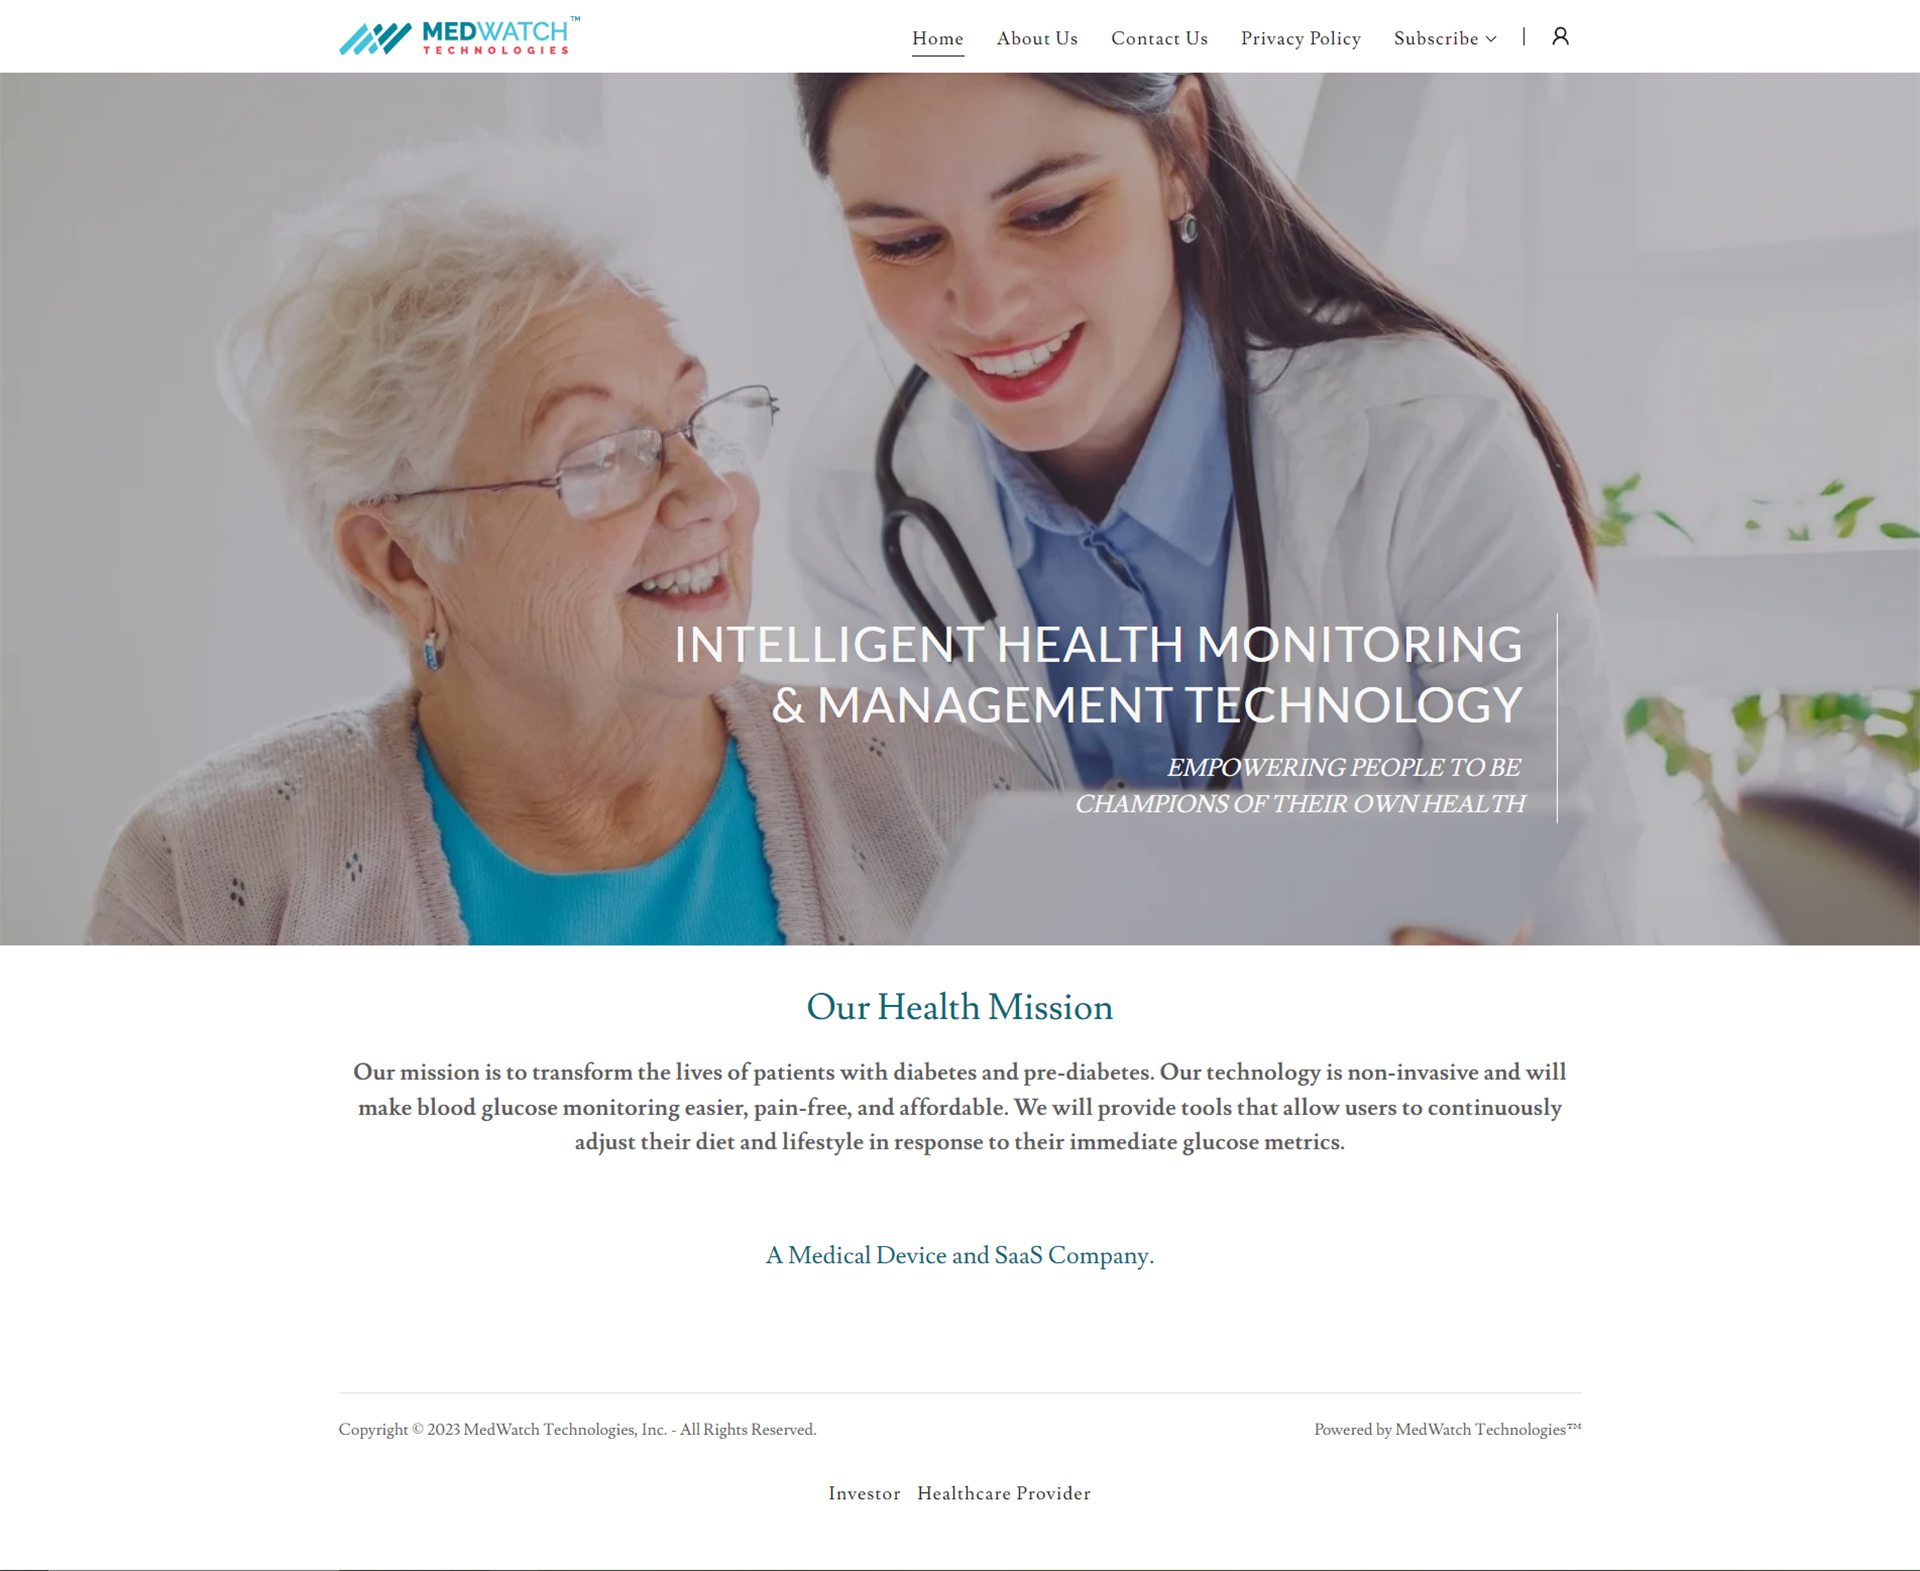 MEDWATCH™
TECHNOLOGIES
Home About Us Contact Us Privacy Policy Subscribe
INTELLIGENT HEALTH MONITORING
& MANAGEMENT TECHNOLOGY
EMPOWERING PEOPLE TO BE
CHAMPIONS OF THEIR OWN HEALTH
Our Health Mission
Our mission is to transform the lives of patients with diabetes and pre-diabetes. Our technology is non-invasive and will
make blood glucose monitoring easier, pain-free, and affordable. We will provide tools that allow users to continuously
adjust their diet and lifestyle in response to their immediate glucose metrics.
A Medical Device and SaaS Company.
Copyright © 2023 MedWatch Technologies, Inc. - All Rights Reserved.
Powered by MedWatch Technologies™
Investor Healthcare Provider